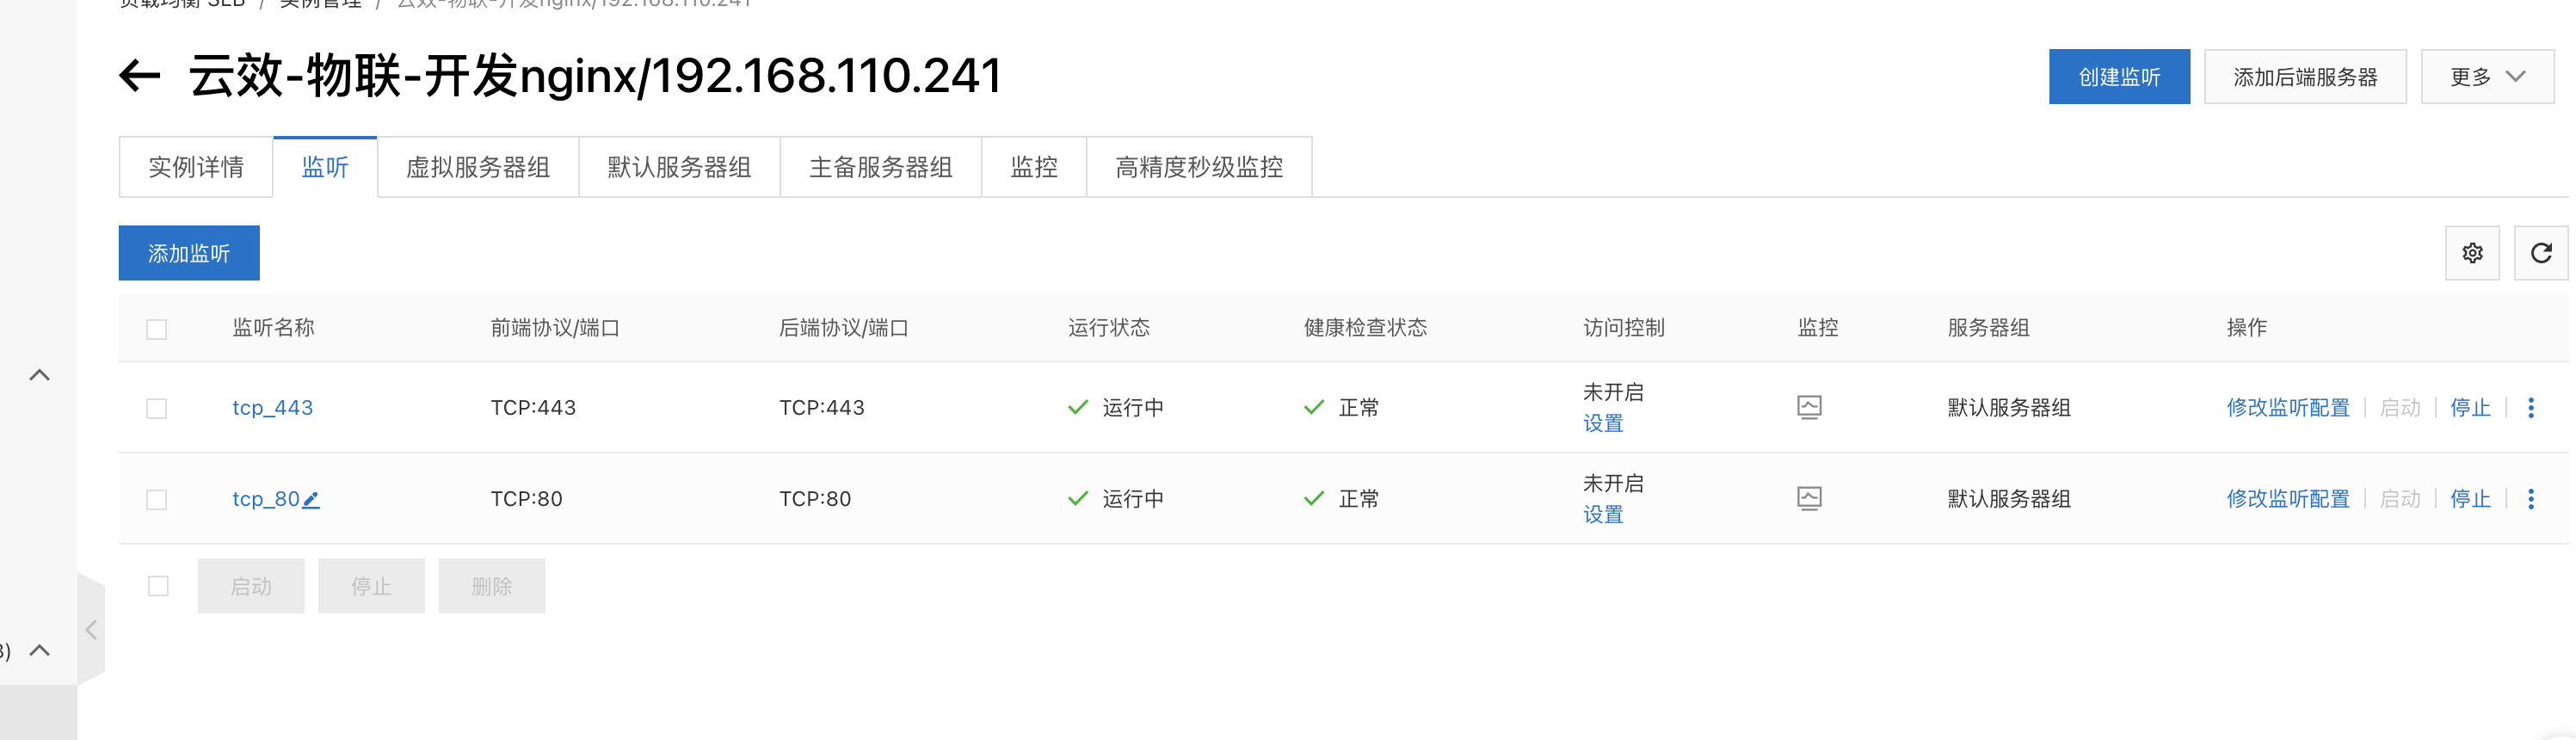 负载均衡 SLB / 实例管理 / 云效-物联-开发nginx/192.168.110.241
云效-物联-开发nginx/192.168.110.241
创建监听 添加后端服务器 更多
实例详情 监听 虚拟服务器组 默认服务器组 主备服务器组 监控 高精度秒级监控
添加监听
监听名称 前端协议/端口 后端协议/端口 运行状态 健康检查状态 访问控制 监控 服务器组 操作
tcp_443 TCP:443 TCP:443 运行中 正常 未开启 默认服务器组 修改监听配置 启动 停止
设置
tcp_80 TCP:80 TCP:80 运行中 正常 未开启 默认服务器组 修改监听配置 启动 停止
设置
启动 停止 删除